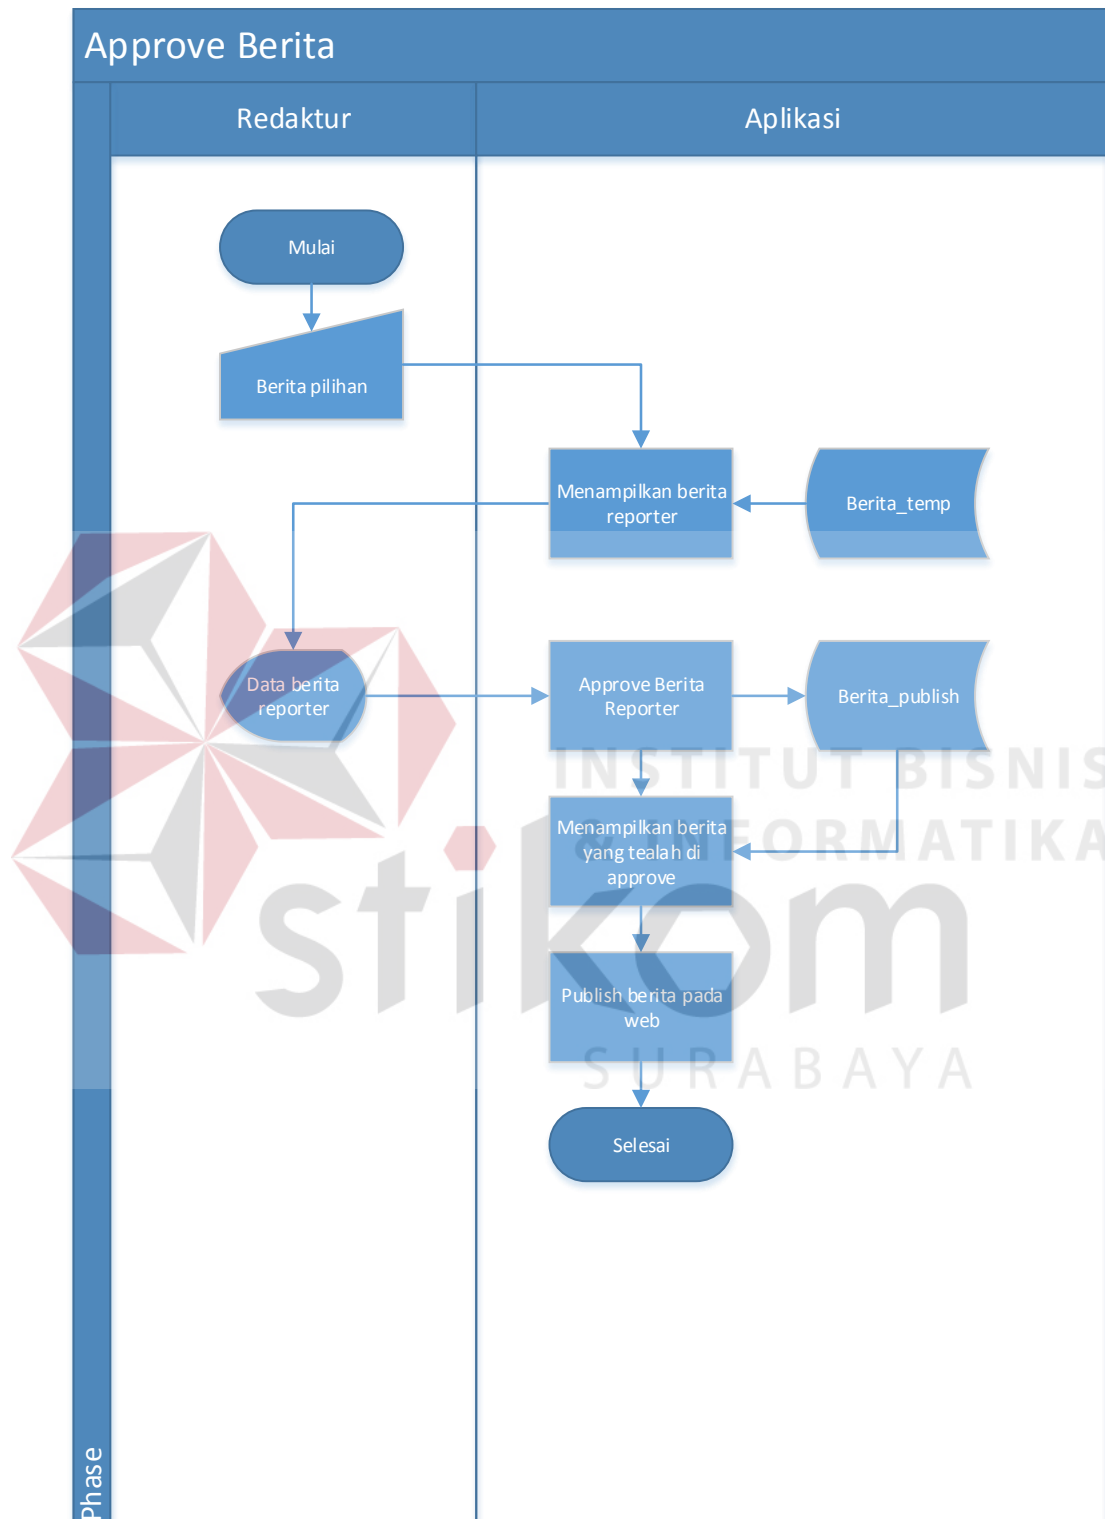 Approve Berita
Redaktur
Aplikasi
Mulai
Berita pilihan
Menampilkan berita
reporter
Berita_temp
Data berita
reporter
Approve Berita
Reporter
Berita_publish
INSTITUT BISNIS
& INFORMATIKA
Menampilkan berita
yang tealah di
approve
stikom
Publish berita pada
web
SURABAYA
Selesai
Phase